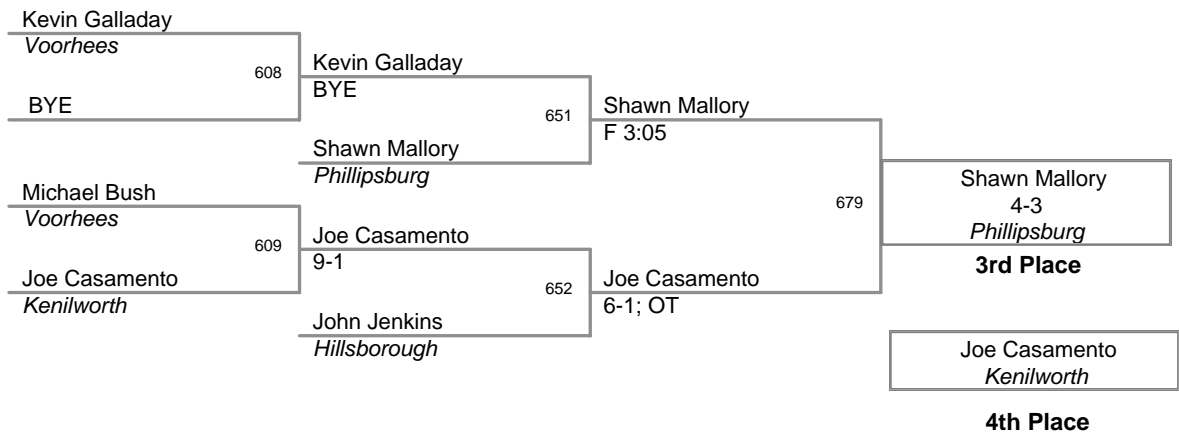 Kevin Galladay
Voorhees
608
BYE
Kevin Galladay
BYE
651
Shawn Mallory
Phillipsburg
Shawn Mallory
F 3:05
Michael Bush
Voorhees
609
Joe Casamento
Kenilworth
Joe Casamento
9-1
652
John Jenkins
Hillsborough
Joe Casamento
6-1; OT
679
Shawn Mallory
4-3
Phillipsburg
3rd Place
Joe Casamento
Kenilworth
4th Place